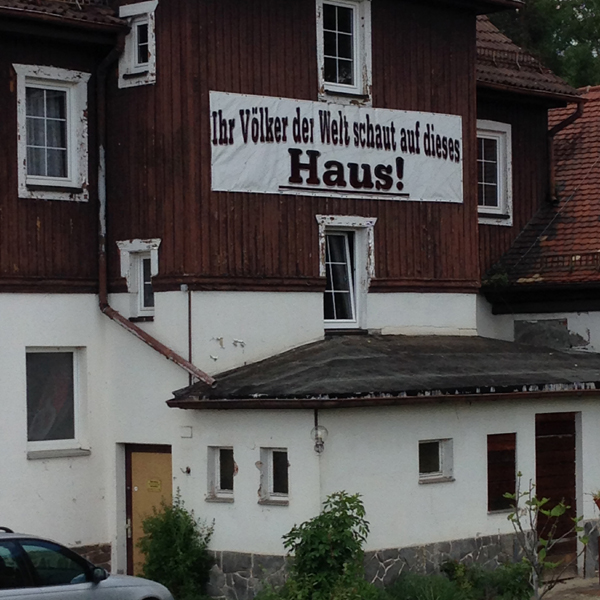 Ihr Völker der Welt schaut auf dieses
Haus!